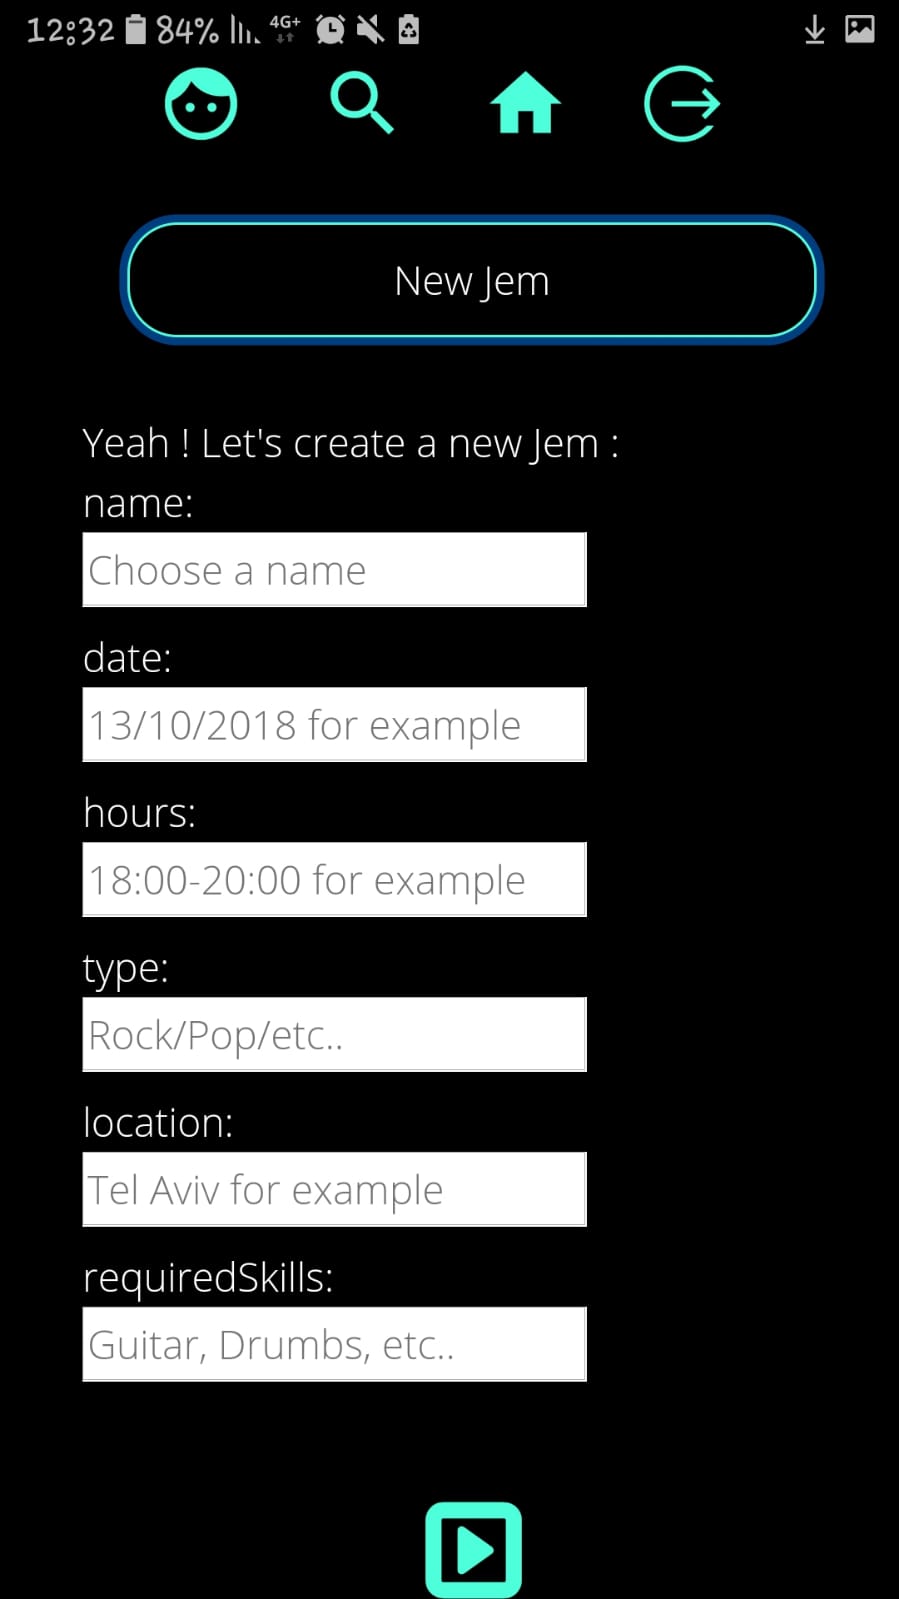 12:32 84% 4G+
New Jem
Yeah ! Let's create a new Jem :
name:
Choose a name
date:
13/10/2018 for example
hours:
18:00-20:00 for example
type:
Rock/Pop/etc..
location:
Tel Aviv for example
requiredSkills:
Guitar, Drumbs, etc..